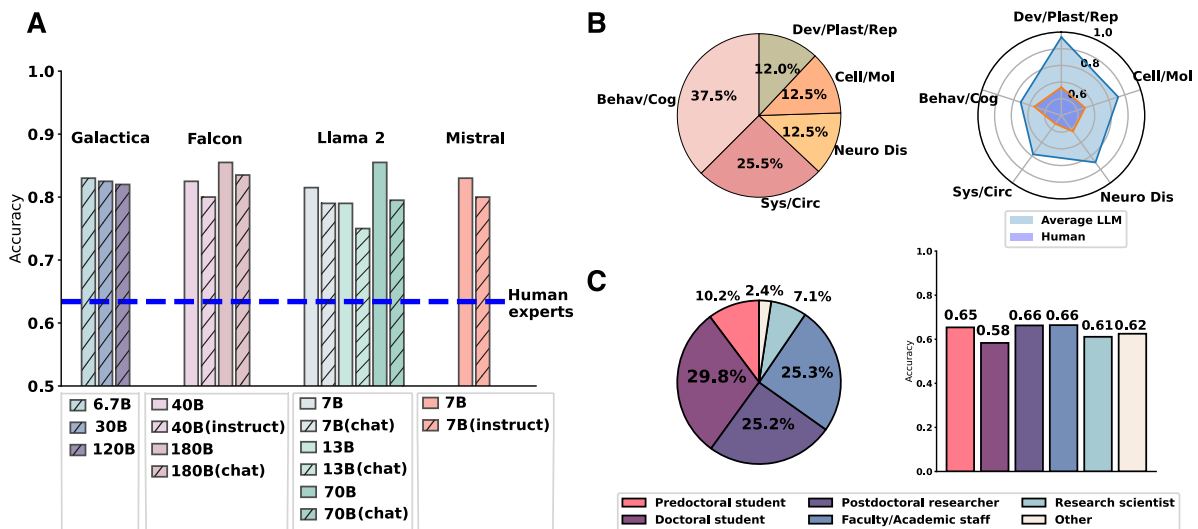 A
1.0
0.9
0.8
0.7
0.6
0.5
Accuracy
Galactica
Falcon
Llama 2
Mistral
Human
experts
6.7B
30B
120B
40B
40B(instruct)
180B
180B(chat)
7B
7B(chat)
13B
13B(chat)
70B
70B(chat)
7B
7B(instruct)
B
Dev/Plast/Rep
12.0%
Cell/Mol
12.5%
Neuro Dis
12.5%
Sys/Circ
25.5%
Behav/Cog
37.5%
Dev/Plast/Rep
1.0
0.8
0.6
Cell/Mol
Behav/Cog
Sys/Circ
Neuro Dis
Average LLM
Human
C
10.2%
2.4%
7.1%
29.8%
25.3%
25.2%
1.0
0.8
0.6
0.4
0.2
0.0
Accuracy
0.65
0.58
0.66
0.66
0.61
0.62
Predoctoral student
Postdoctoral researcher
Research scientist
Doctoral student
Faculty/Academic staff
Other